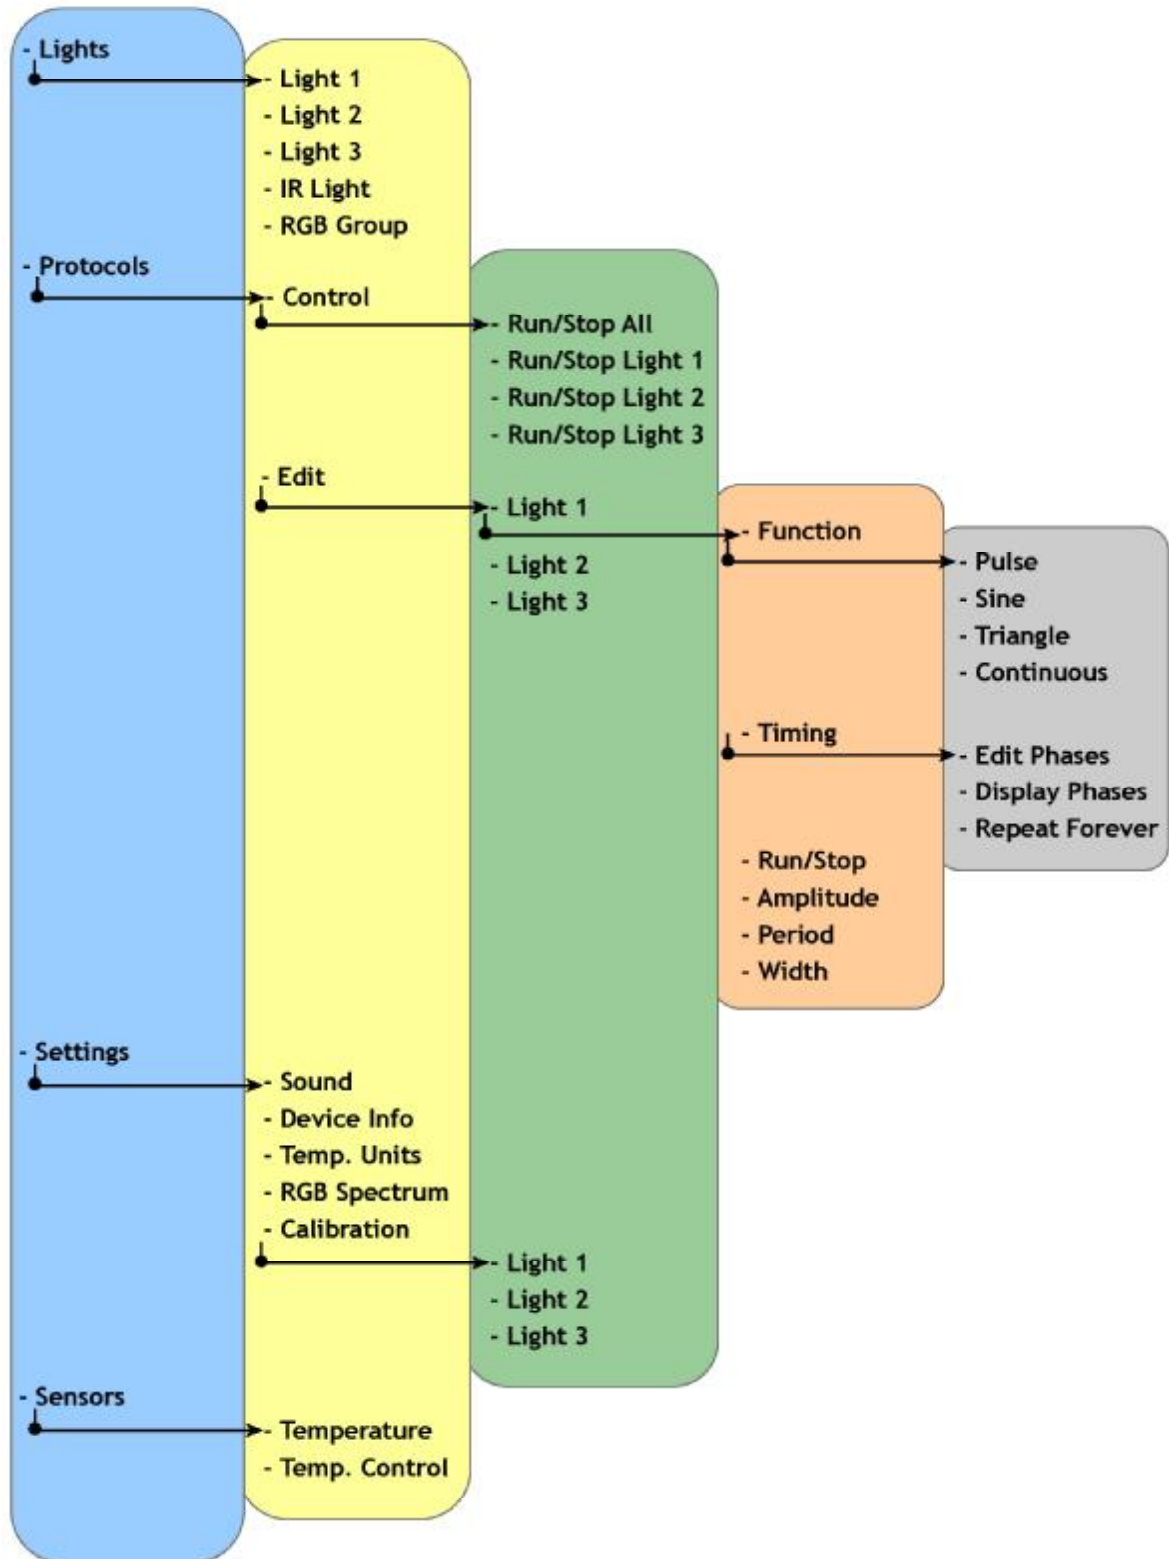 - Lights
- Light 1
- Light 2
- Light 3
- IR Light
- RGB Group
- Protocols
- Control
- Run/Stop All
- Run/Stop Light 1
- Run/Stop Light 2
- Run/Stop Light 3
- Edit
- Light 1
- Function
- Pulse
- Sine
- Triangle
- Continuous
- Light 2
- Light 3
- Timing
- Edit Phases
- Display Phases
- Repeat Forever
- Run/Stop
- Amplitude
- Period
- Width
- Settings
- Sound
- Device Info
- Temp. Units
- RGB Spectrum
- Calibration
- Light 1
- Light 2
- Light 3
- Sensors
- Temperature
- Temp. Control